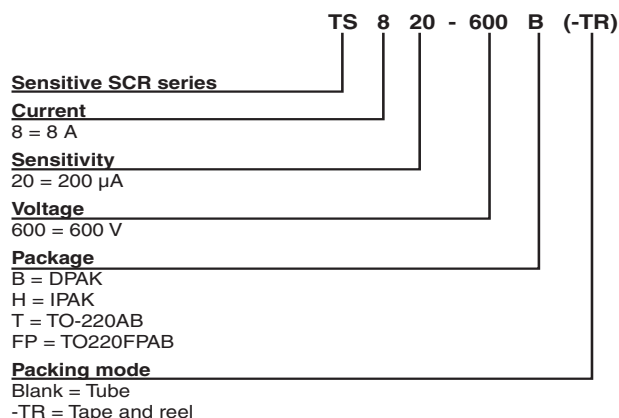 TS 8 20 - 600 B (-TR)
Sensitive SCR series
Current
8 = 8 A
Sensitivity
20 = 200 µA
Voltage
600 = 600 V
Package
B = DPAK
H = IPAK
T = TO-220AB
FP = TO220FPAB
Packing mode
Blank = Tube
-TR = Tape and reel